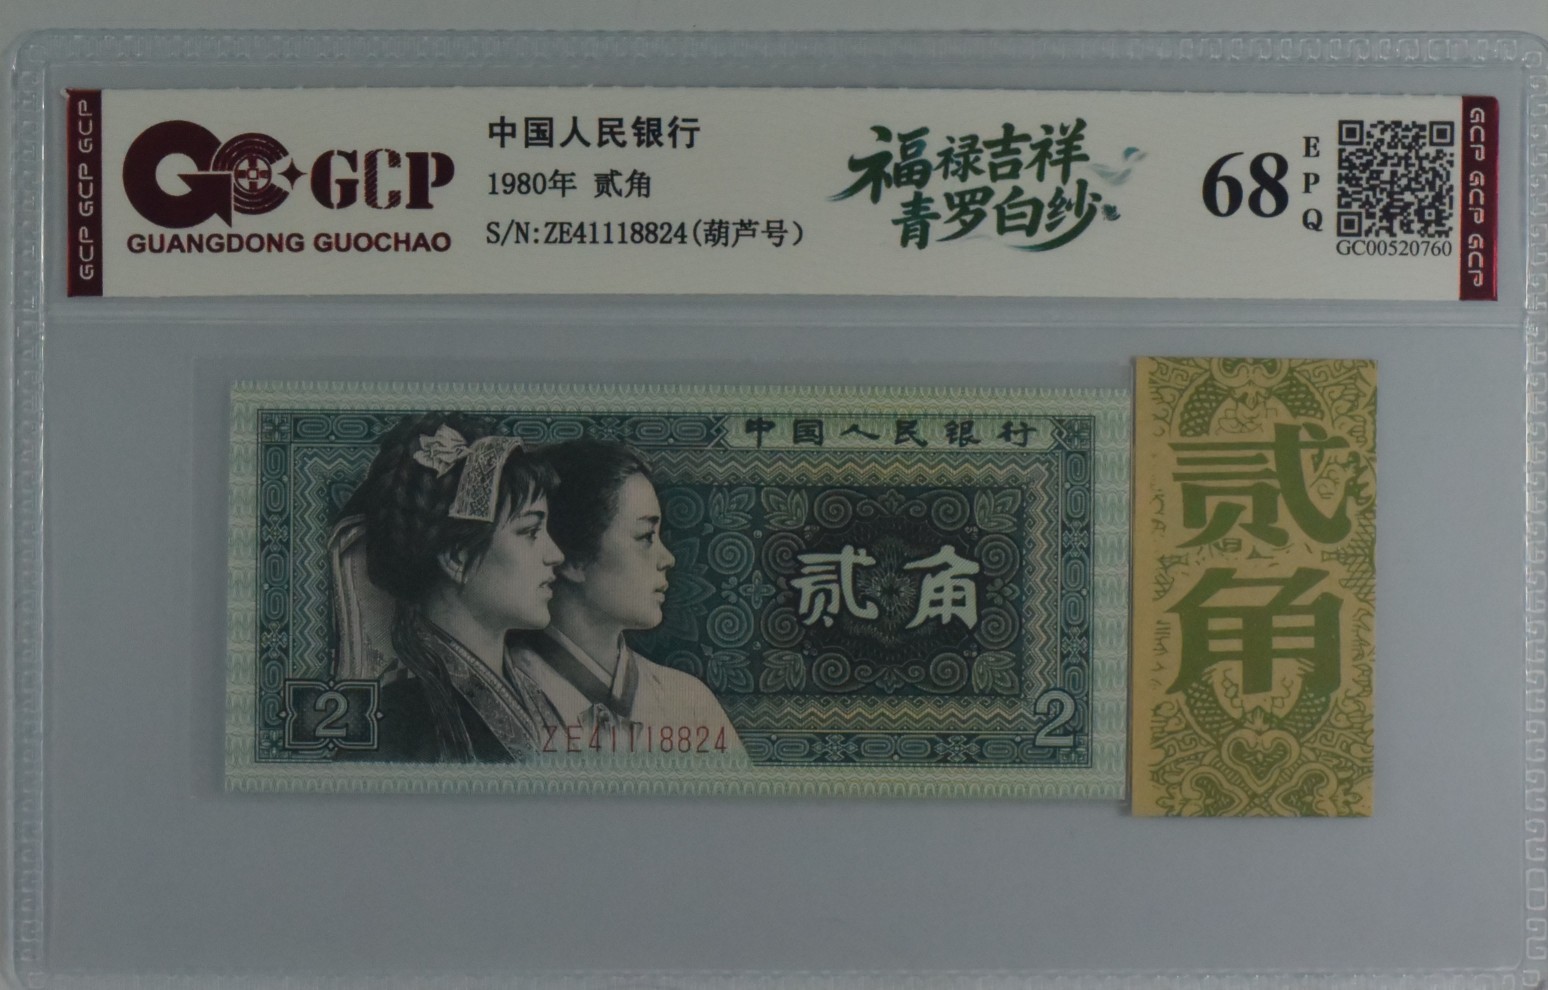 GCP GCP GCP
GCP
GUANGDONG GUOCHAO
中国人民银行
1980年 贰角
S/N:ZE41118824(葫芦号)
福禄吉祥
青罗白纱
68
EPQ
GC00520760
GCP GCP GCP
中国人民银行
贰角
2
ZE41118824
2
贰角